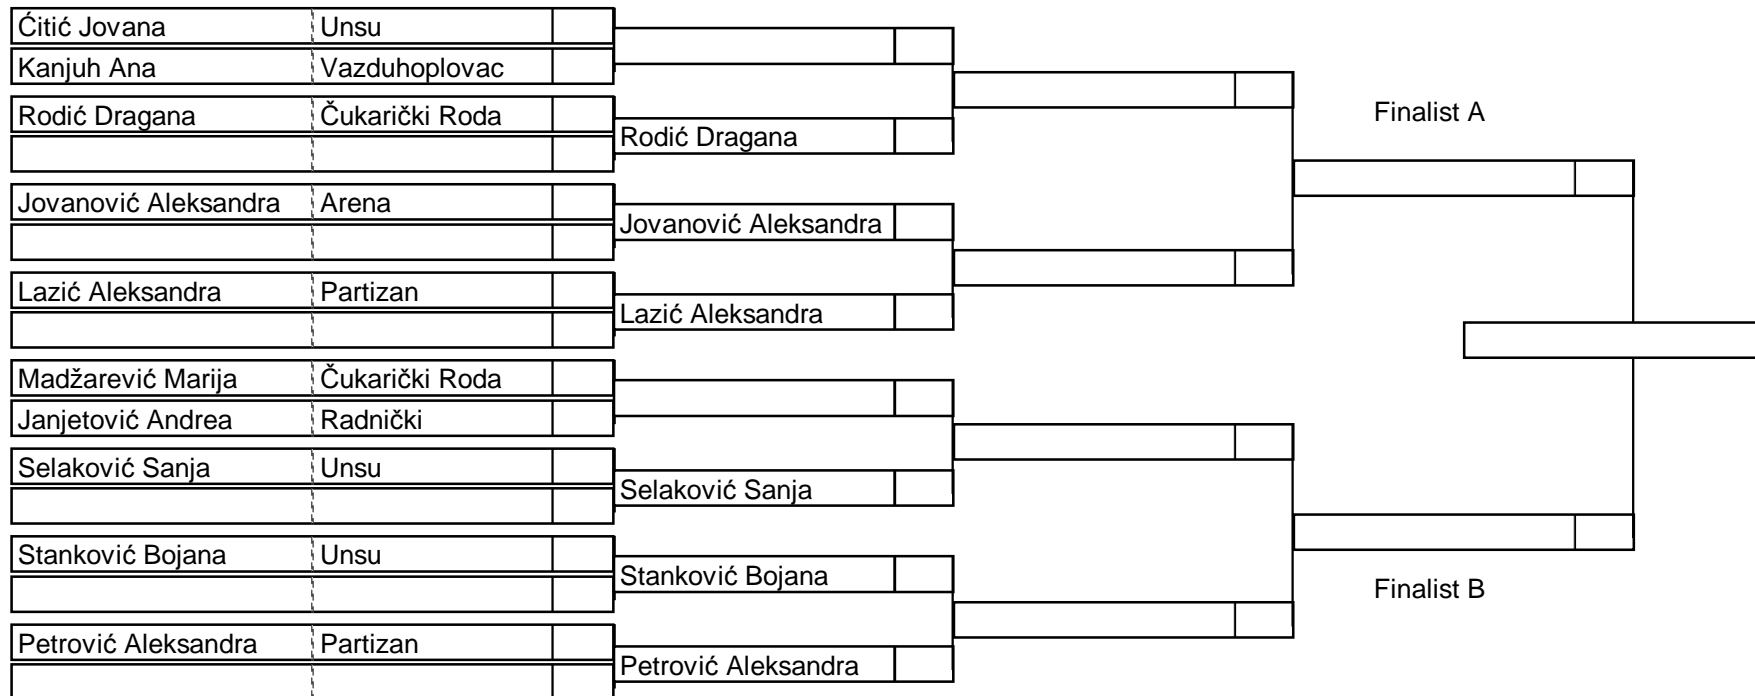 Ćitić Jovana Unsu
Kanjuh Ana Vazduhoplovac
Rodić Dragana Čukarički Roda
Rodić Dragana
Finalist A
Jovanović Aleksandra Arena
Jovanović Aleksandra
Lazić Aleksandra Partizan
Lazić Aleksandra
Madžarević Marija Čukarički Roda
Janjetović Andrea Radnički
Selaković Sanja Unsu
Selaković Sanja
Stanković Bojana Unsu
Stanković Bojana
Finalist B
Petrović Aleksandra Partizan
Petrović Aleksandra